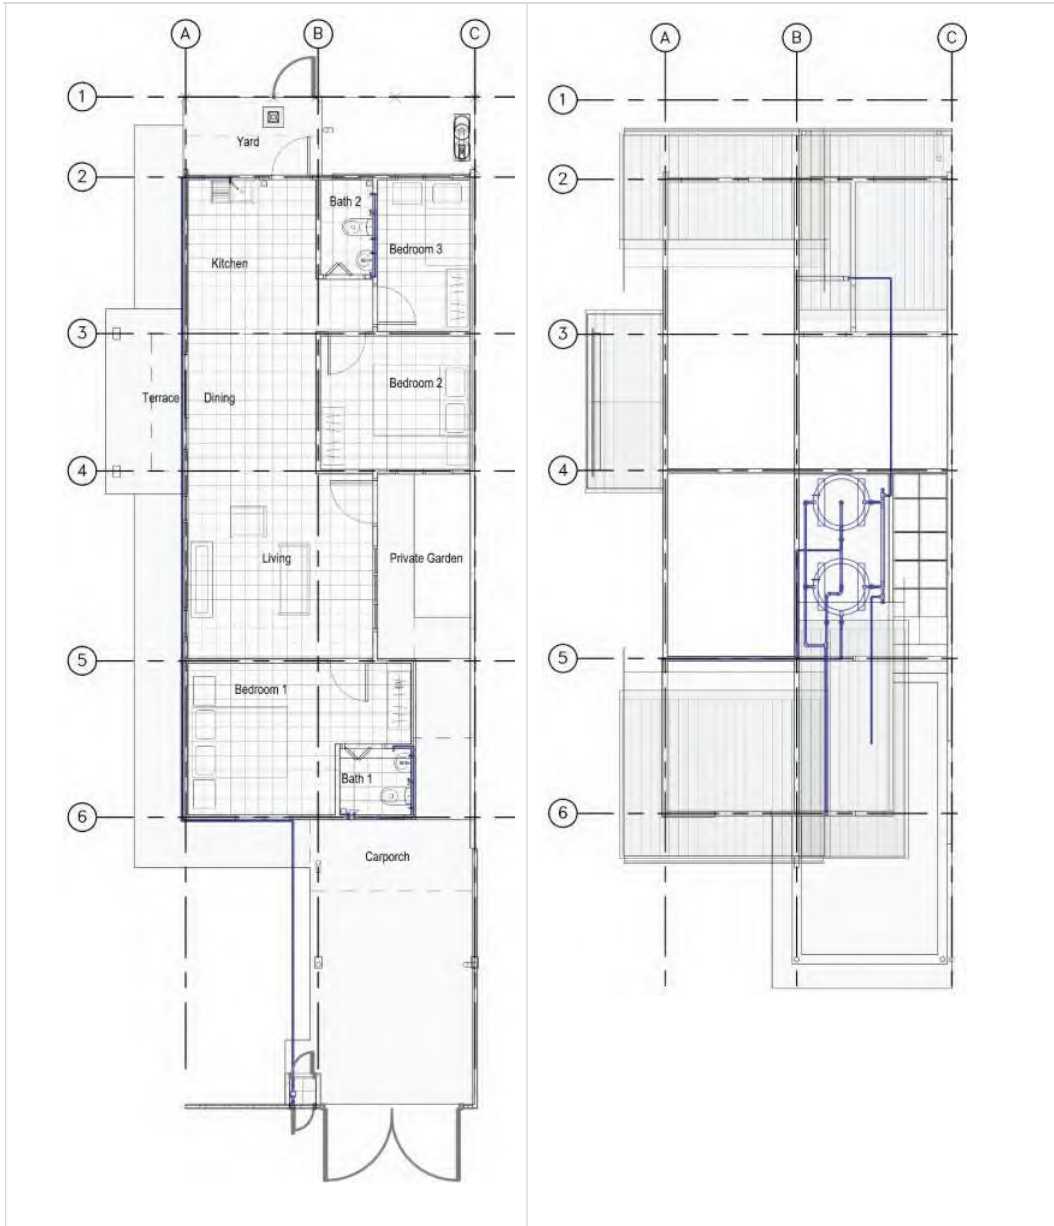 A B C
1
Yard
2
Bath 2
Bedroom 3
Kitchen
3
Bedroom 2
Terrace Dining
4
Living Private Garden
5
Bedroom 1
Bath 1
6
Carporch
A B C
1
2
3
4
5
6